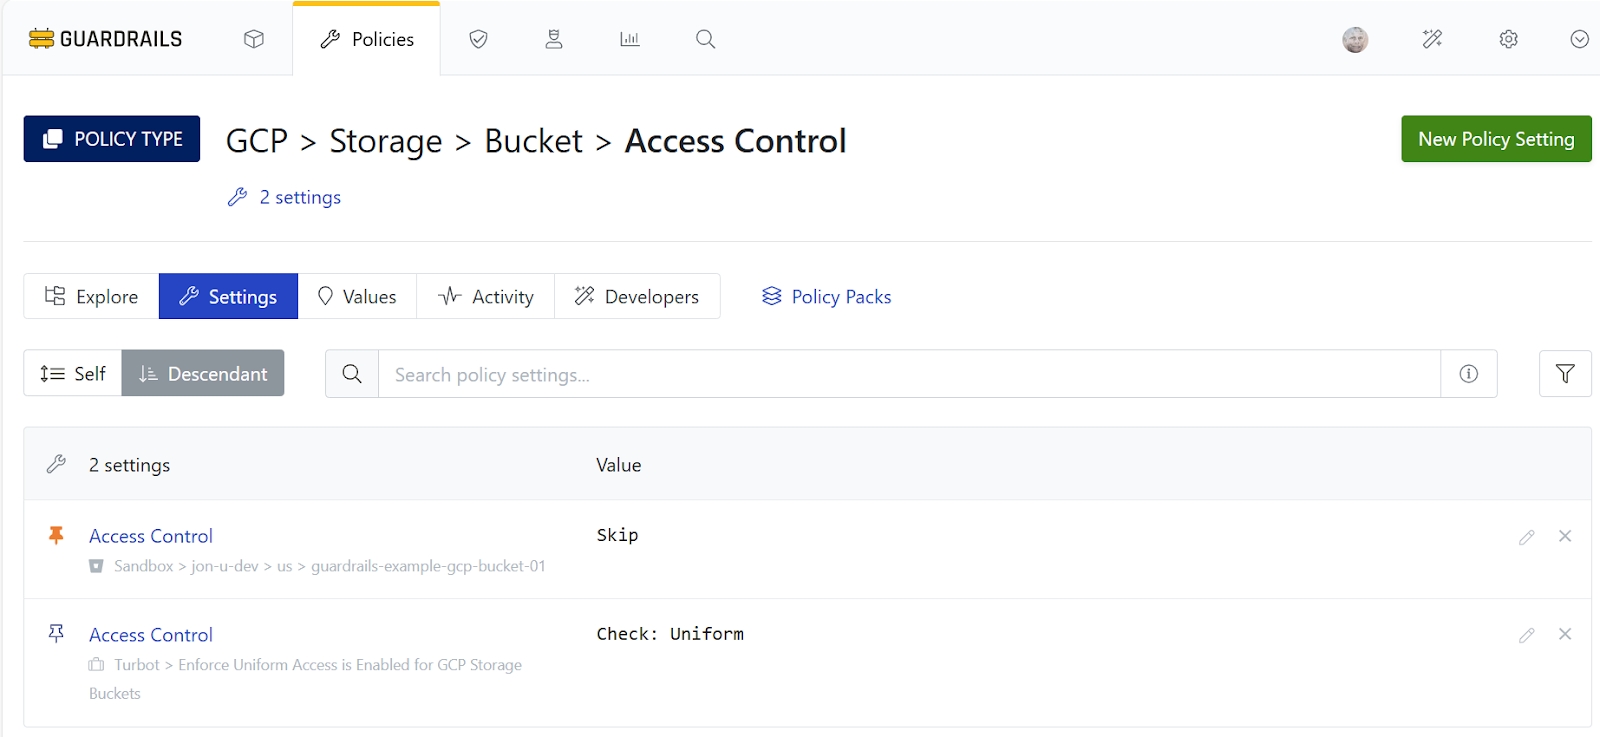 GUARDRAILS
Policies
POLICY TYPE
GCP > Storage > Bucket > Access Control
New Policy Setting
2 settings
Explore
Settings
Values
Activity
Developers
Policy Packs
Self
Descendant
Search policy settings...
2 settings
Value
Access Control
Skip
Sandbox > jon-u-dev > us > guardrails-example-gcp-bucket-01
Access Control
Check: Uniform
Turbot > Enforce Uniform Access is Enabled for GCP Storage
Buckets